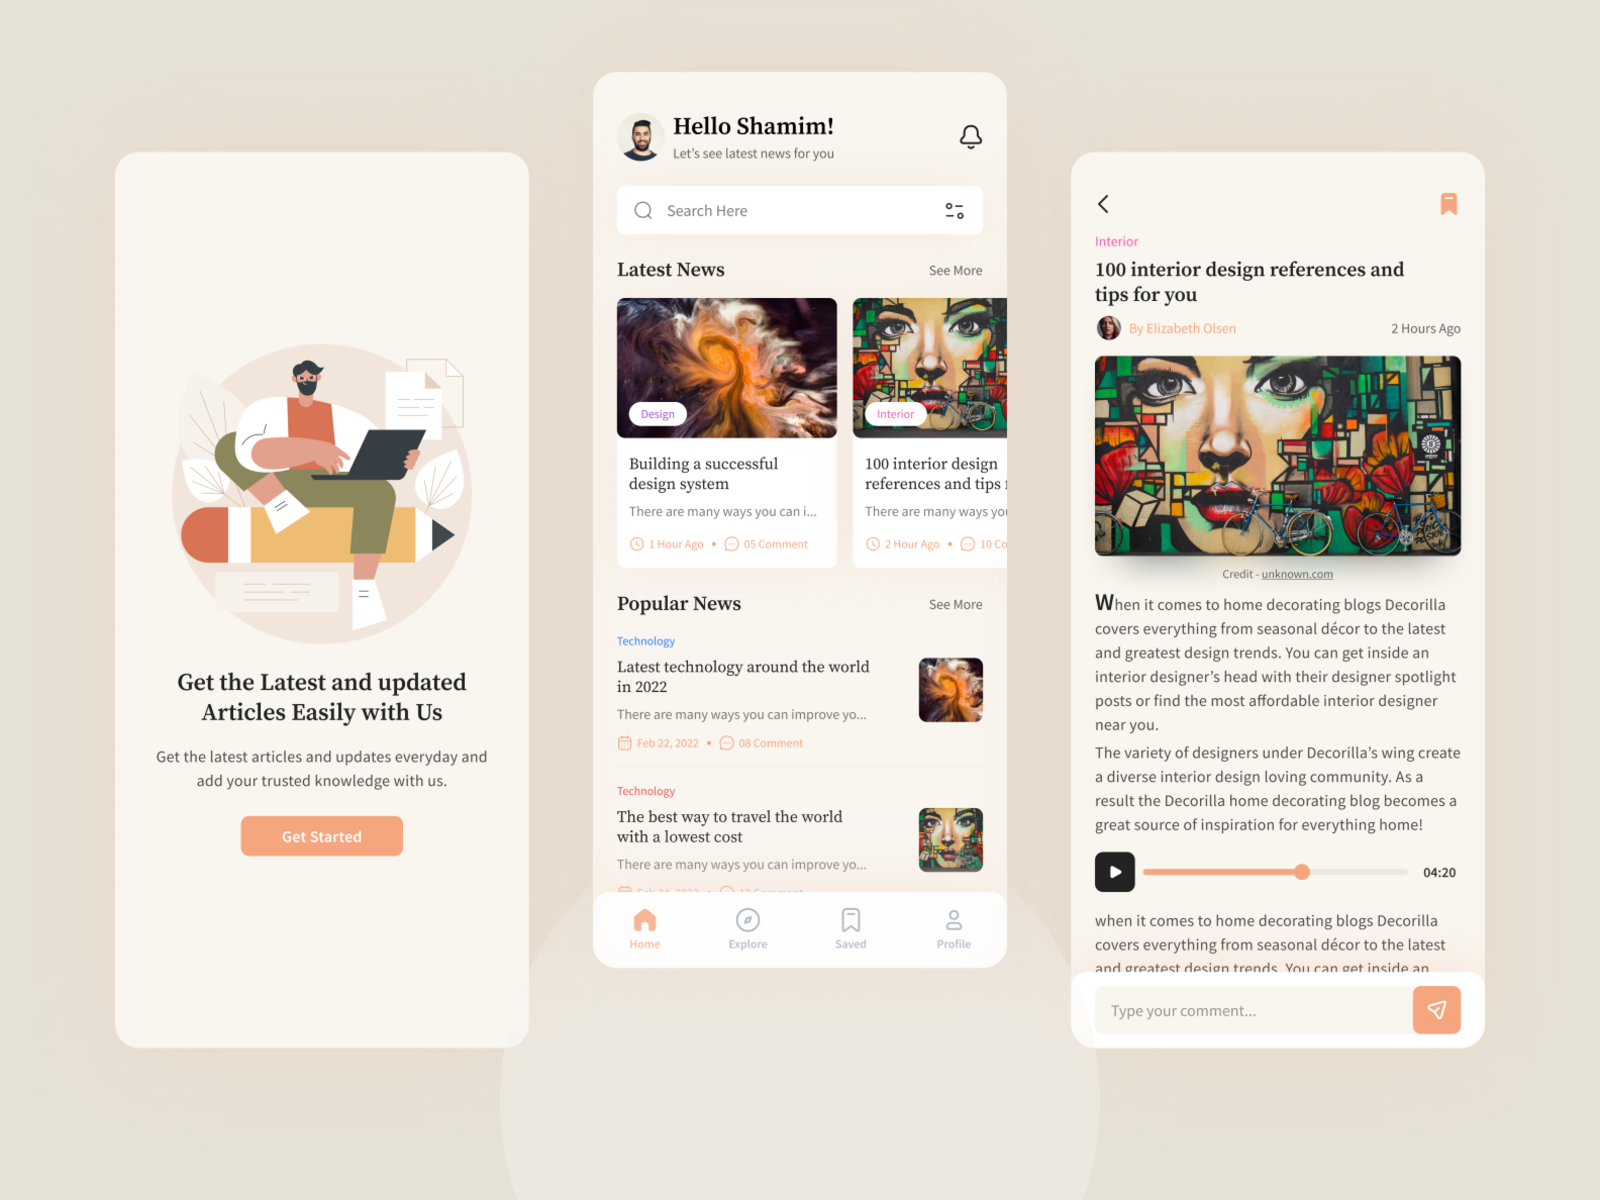 Get the Latest and updated
Articles Easily with Us
Get the latest articles and updates everyday and
add your trusted knowledge with us.
Get Started
Hello Shamim!
Let's see latest news for you
Search Here
Latest News
See More
Design
Building a successful
design system
There are many ways you can i...
1 Hour Ago • 05 Comment
Interior
100 interior design
references and tips
There are many ways you
2 Hour Ago • 10 Co
Popular News
See More
Technology
Latest technology around the world
in 2022
There are many ways you can improve yo...
Feb 22, 2022 • 08 Comment
Technology
The best way to travel the world
with a lowest cost
There are many ways you can improve yo...
Home
Explore
Saved
Profile
Interior
100 interior design references and
tips for you
By Elizabeth Olsen
2 Hours Ago
Credit - unknown.com
When it comes to home decorating blogs Decorilla
covers everything from seasonal décor to the latest
and greatest design trends. You can get inside an
interior designer's head with their designer spotlight
posts or find the most affordable interior designer
near you.
The variety of designers under Decorilla's wing create
a diverse interior design loving community. As a
result the Decorilla home decorating blog becomes a
great source of inspiration for everything home!
04:20
when it comes to home decorating blogs Decorilla
covers everything from seasonal décor to the latest
and greatest design trends. You can get inside an
Type your comment...